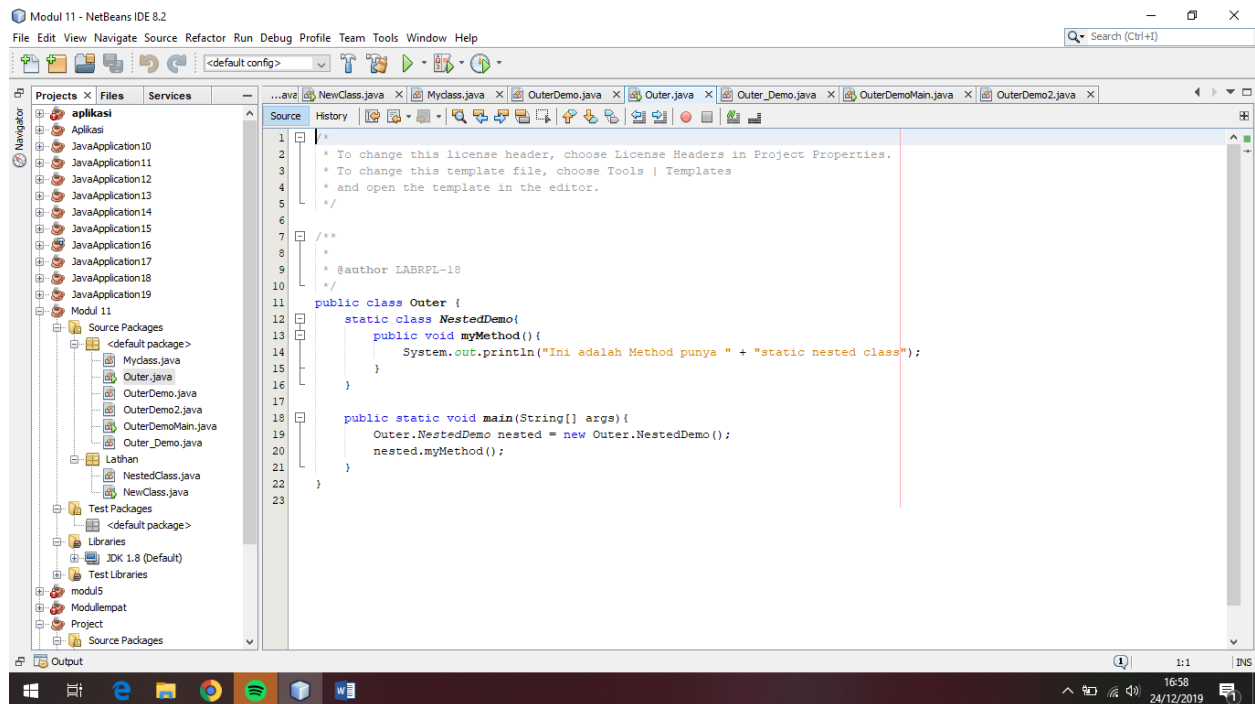 Modul 11 - NetBeans IDE 8.2
File Edit View Navigate Source Refactor Run Debug Profile Team Tools Window Help
Search (Ctrl+I)
<default config>
Projects Files Services
Navigator
...ava NewClass.java Myclass.java OuterDemo.java Outer.java Outer_Demo.java OuterDemoMain.java OuterDemo2.java
Source History
aplikasi
Aplikasi
JavaApplication10
JavaApplication11
JavaApplication12
JavaApplication13
JavaApplication14
JavaApplication15
JavaApplication16
JavaApplication17
JavaApplication18
JavaApplication19
Modul 11
Source Packages
<default package>
Myclass.java
Outer.java
OuterDemo.java
OuterDemo2.java
OuterDemoMain.java
Outer_Demo.java
Latihan
NestedClass.java
NewClass.java
Test Packages
<default package>
Libraries
JDK 1.8 (Default)
Test Libraries
modul5
Modullempat
Project
Source Packages
1 /*
2 * To change this license header, choose License Headers in Project Properties.
3 * To change this template file, choose Tools | Templates
4 * and open the template in the editor.
5 */
6
7 /**
8 *
9 * @author LABRPL-18
10 */
11 public class Outer {
12 static class NestedDemo{
13 public void myMethod(){
14 System.out.println("Ini adalah Method punya " + "static nested class");
15 }
16 }
17
18 public static void main(String[] args){
19 Outer.NestedDemo nested = new Outer.NestedDemo();
20 nested.myMethod();
21 }
22 }
23
Output
1
1:1
INS
16:58
24/12/2019
1